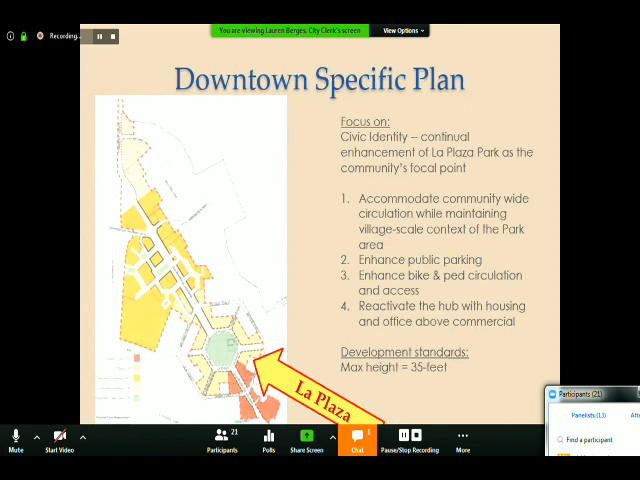 Recording...
You are viewing Lauren Berges, City Clerk's screen
View Options
Downtown Specific Plan
Focus on:
Civic Identity – continual
enhancement of La Plaza Park as the
community's focal point
1. Accommodate community wide
circulation while maintaining
village-scale context of the Park
area
2. Enhance public parking
3. Enhance bike & ped circulation
and access
4. Reactivate the hub with housing
and office above commercial
Development standards:
Max height = 35-feet
La Plaza
Participants (21)
Panelists (13)
Find a participant
Mute
Start Video
21
Participants
Polls
Share Screen
1
Chat
Pause/Stop Recording
More